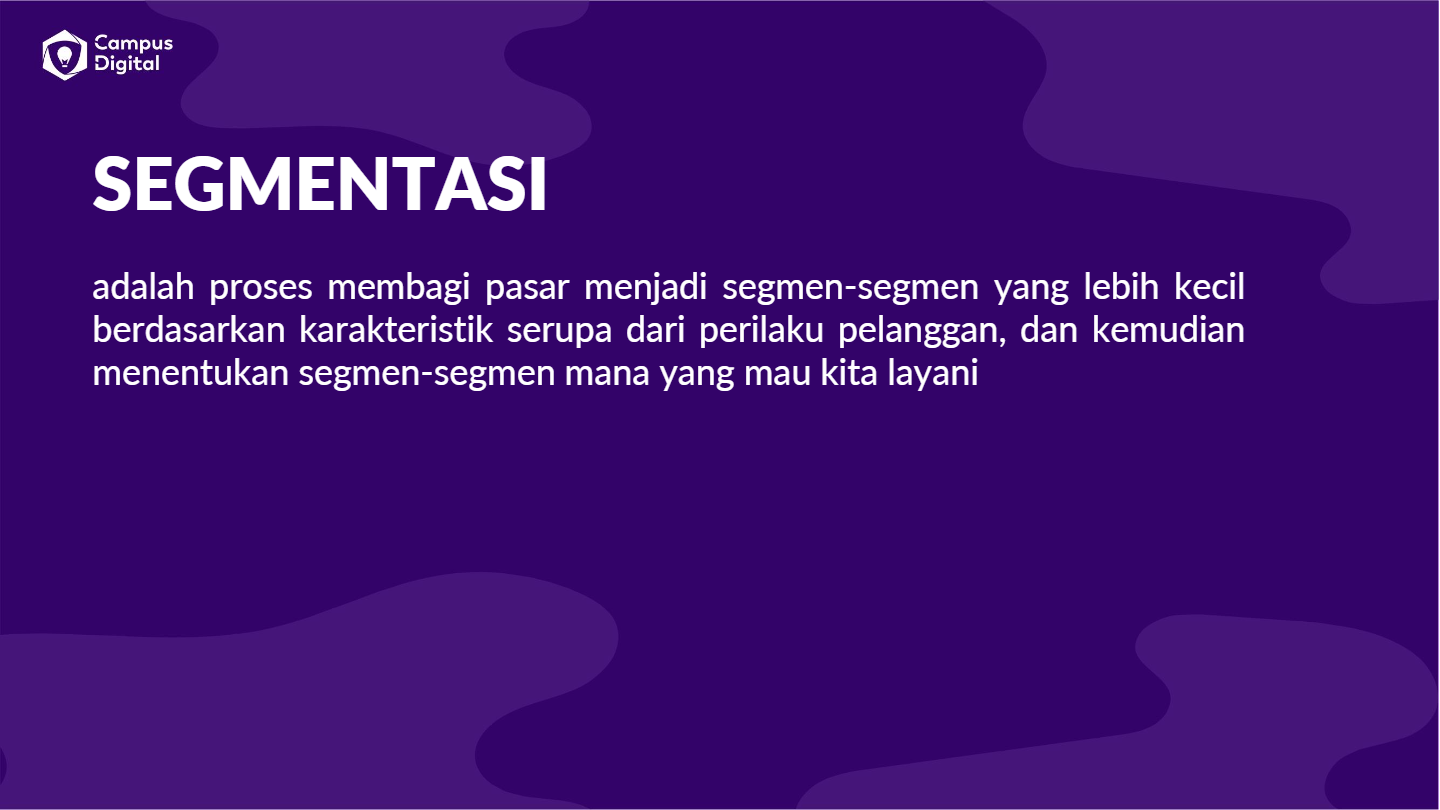 Campus
Digital
SEGMENTASI
adalah proses membagi pasar menjadi segmen-segmen yang lebih kecil
berdasarkan karakteristik serupa dari perilaku pelanggan, dan kemudian
menentukan segmen-segmen mana yang mau kita layani